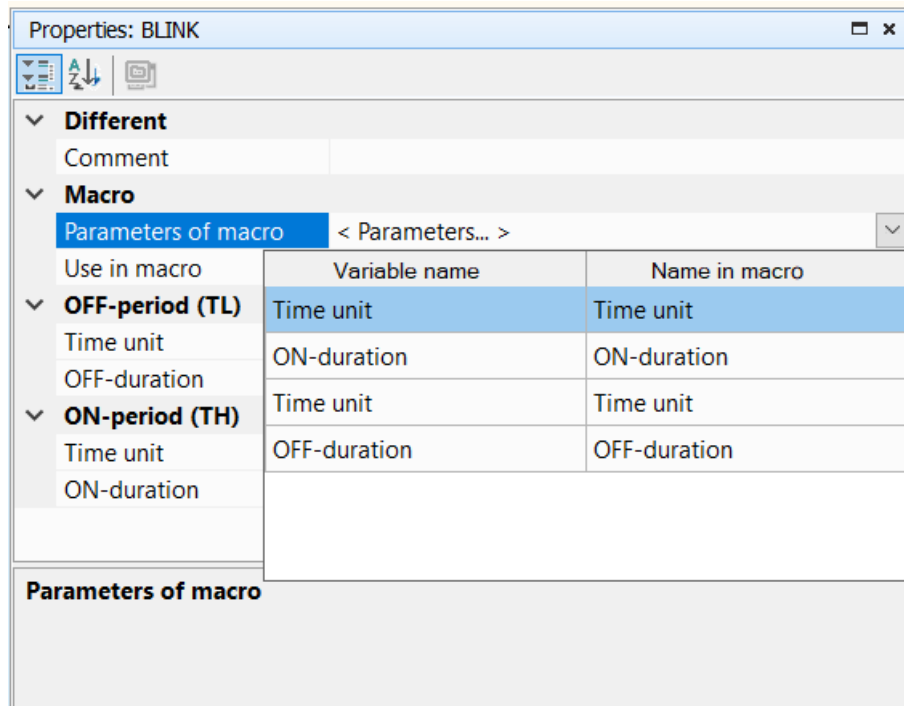 Properties: BLINK
Different
Comment
Macro
Parameters of macro < Parameters... >
Use in macro
Variable name Name in macro
OFF-period (TL)
Time unit Time unit
Time unit
ON-duration ON-duration
OFF-duration
Time unit Time unit
ON-period (TH)
OFF-duration OFF-duration
Time unit
ON-duration
Parameters of macro